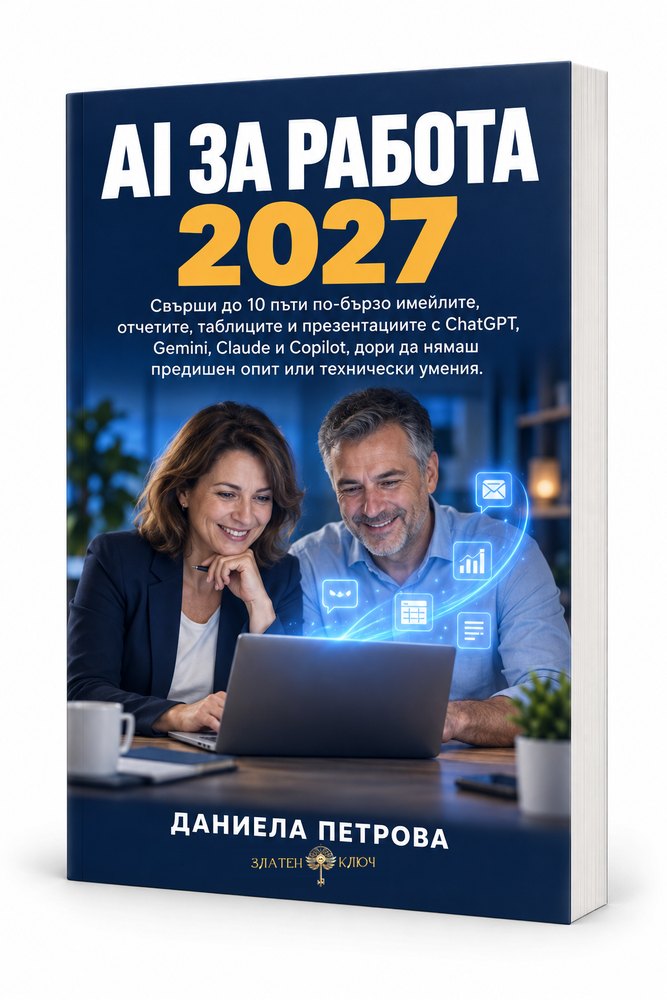 AI ЗА РАБОТА
2027
Свърши до 10 пъти по-бързо имейлите,
отчетите, таблиците и презентациите с ChatGPT,
Gemini, Claude и Copilot, дори да нямаш
предишен опит или технически умения.
ДАНИЕЛА ПЕТРОВА
ЗЛАТЕН КЛЮЧ